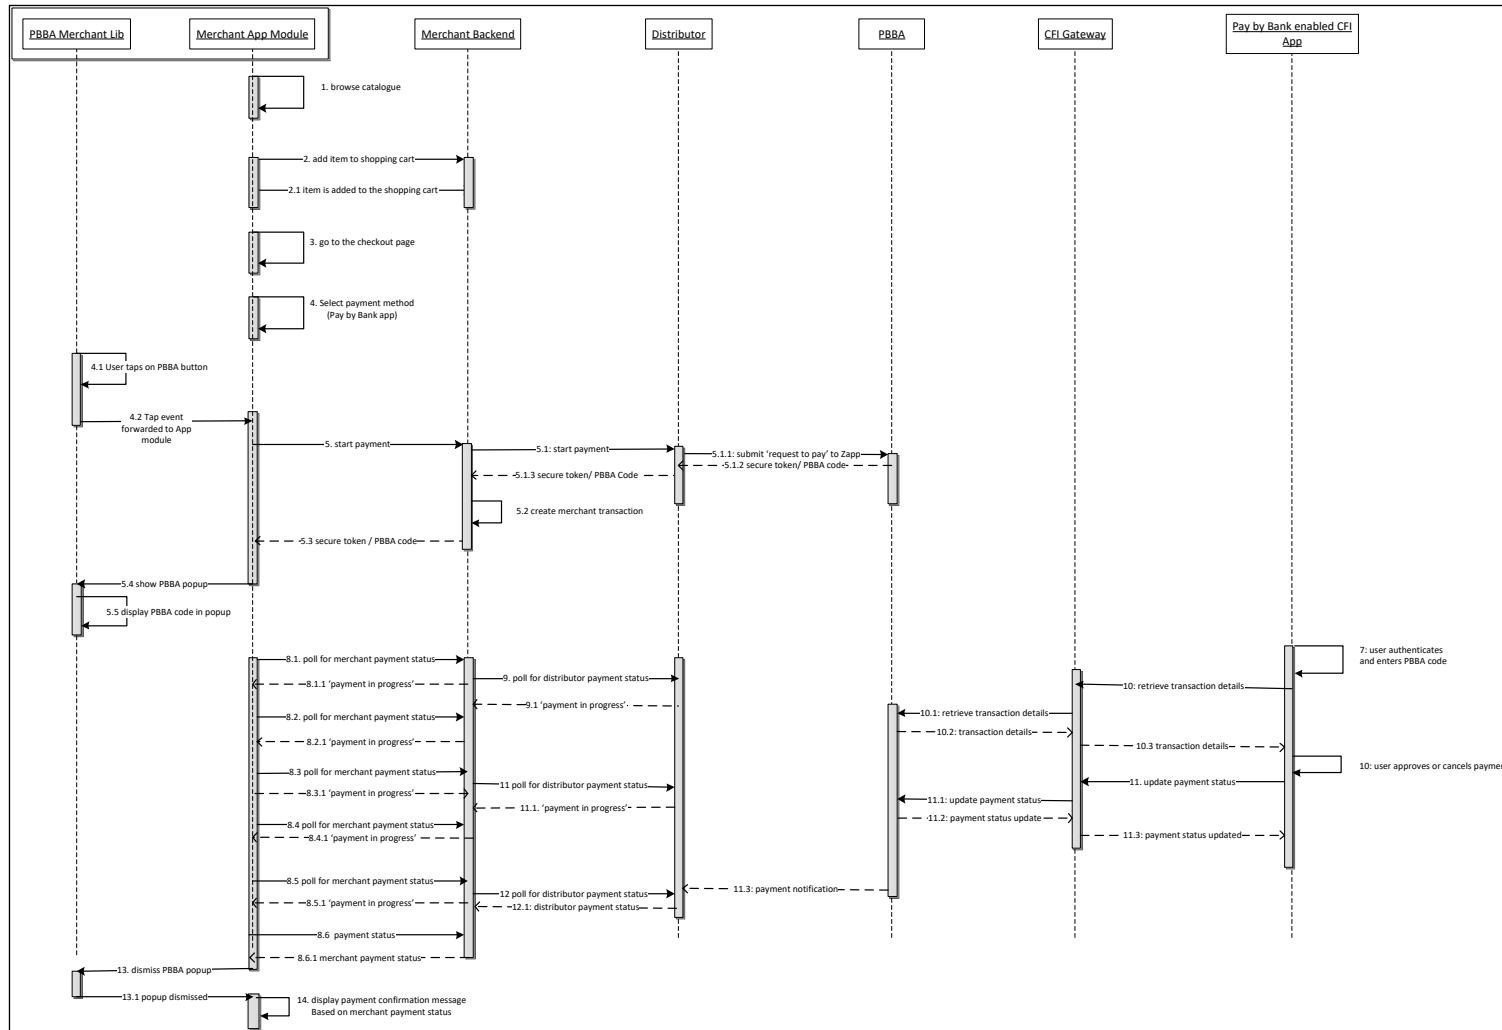 PBBA Merchant Lib
Merchant App Module
Merchant Backend
Distributor
PBBA
CFI Gateway
Pay by Bank enabled CFI
App
1. browse catalogue
2. add item to shopping cart
2.1 item is added to the shopping cart
3. go to the checkout page
4. Select payment method
(Pay by Bank app)
4.1 User taps on PBBA button
4.2 Tap event
forwarded to App
module
5. start payment
5.1: start payment
5.1.1: submit ‘request to pay’ to Zapp
5.1.2 secure token/ PBBA code
5.1.3 secure token/ PBBA Code
5.2 create merchant transaction
5.3 secure token / PBBA code
5.4 show PBBA popup
5.5 display PBBA code in popup
7: user authenticates
and enters PBBA code
8.1. poll for merchant payment status
9. poll for distributor payment status
8.1.1 ‘payment in progress’
10: retrieve transaction details
9.1 ‘payment in progress’
8.2. poll for merchant payment status
10.1: retrieve transaction details
10.2: transaction details
8.2.1 ‘payment in progress’
10.3 transaction details
10: user approves or cancels payment
8.3 poll for merchant payment status
11 poll for distributor payment status
11. update payment status
8.3.1 ‘payment in progress’
11.1: update payment status
11.1. ‘payment in progress’
11.2: payment status update
8.4 poll for merchant payment status
8.4.1 ‘payment in progress’
11.3: payment status updated
8.5 poll for merchant payment status
11.3: payment notification
12 poll for distributor payment status
8.5.1 ‘payment in progress’
12.1: distributor payment status
8.6 payment status
8.6.1 merchant payment status
13. dismiss PBBA popup
13.1 popup dismissed
14. display payment confirmation message
Based on merchant payment status